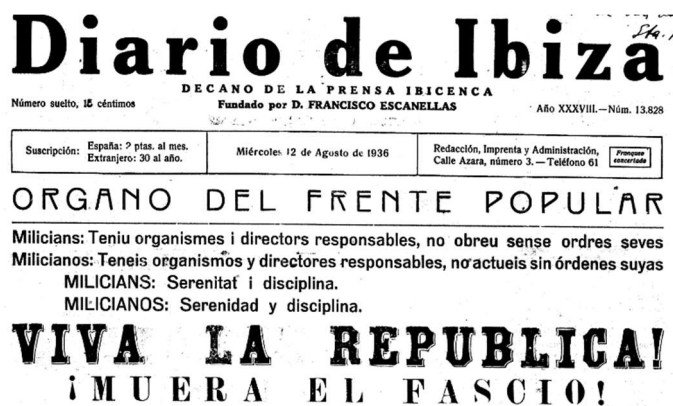 Sta.
Diario de Ibiza
DECANO DE LA PRENSA IBICENCA
Número suelto, 15 céntimos
Fundado por D. FRANCISCO ESCANELLAS
Año XXXVIII.—Núm. 13.828
Suscripción:
España: 2 ptas. al mes.
Extranjero: 30 al año.
Miércoles 12 de Agosto de 1936
Redacción, Imprenta y Administración,
Calle Azara, número 3.—Teléfono 61
Franqueo
concertado
ORGANO DEL FRENTE POPULAR
Milicians: Teniu organismes i directors responsables, no obreu sense ordres seves
Milicianos: Teneis organismos y directores responsables, no actueis sin órdenes suyas
MILICIANS: Serenitat i disciplina.
MILICIANOS: Serenidad y disciplina.
VIVA LA REPUBLICA!
¡MUERA EL FASCIO!